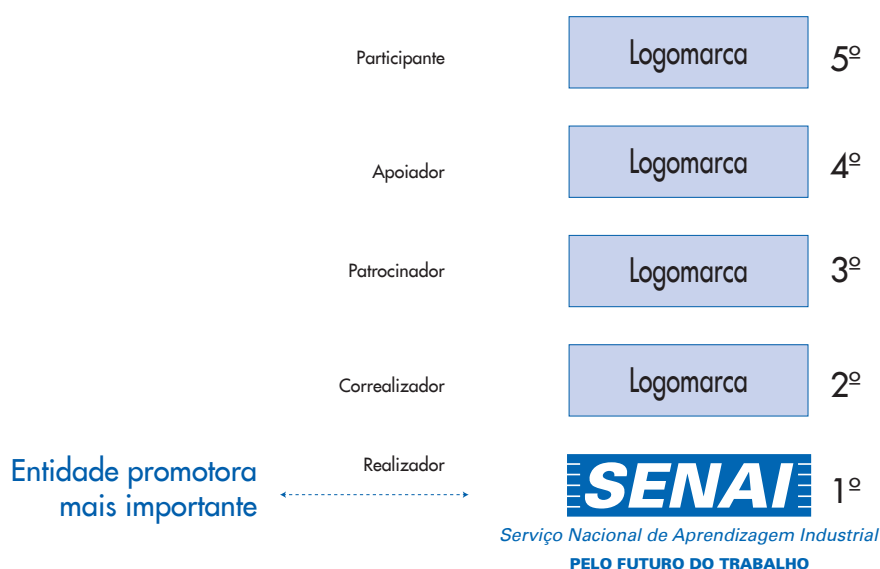 Participante
Logomarca
5º
Apoiador
Logomarca
4º
Patrocinador
Logomarca
3º
Correalizador
Logomarca
2º
Entidade promotora
mais importante
Realizador
SENAI
1º
Serviço Nacional de Aprendizagem Industrial
PELO FUTURO DO TRABALHO